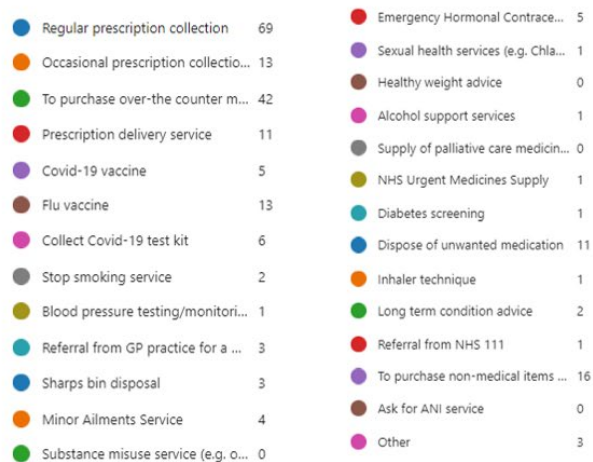 Regular prescription collection 69
Occasional prescription collectio... 13
To purchase over-the counter m... 42
Prescription delivery service 11
Covid-19 vaccine 5
Flu vaccine 13
Collect Covid-19 test kit 6
Stop smoking service 2
Blood pressure testing/monitori... 1
Referral from GP practice for a ... 3
Sharps bin disposal 3
Minor Ailments Service 4
Substance misuse service (e.g. o... 0
Emergency Hormonal Contrace... 5
Sexual health services (e.g. Chla... 1
Healthy weight advice 0
Alcohol support services 1
Supply of palliative care medicin... 0
NHS Urgent Medicines Supply 1
Diabetes screening 1
Dispose of unwanted medication 11
Inhaler technique 1
Long term condition advice 2
Referral from NHS 111 1
To purchase non-medical items ... 16
Ask for ANI service 0
Other 3